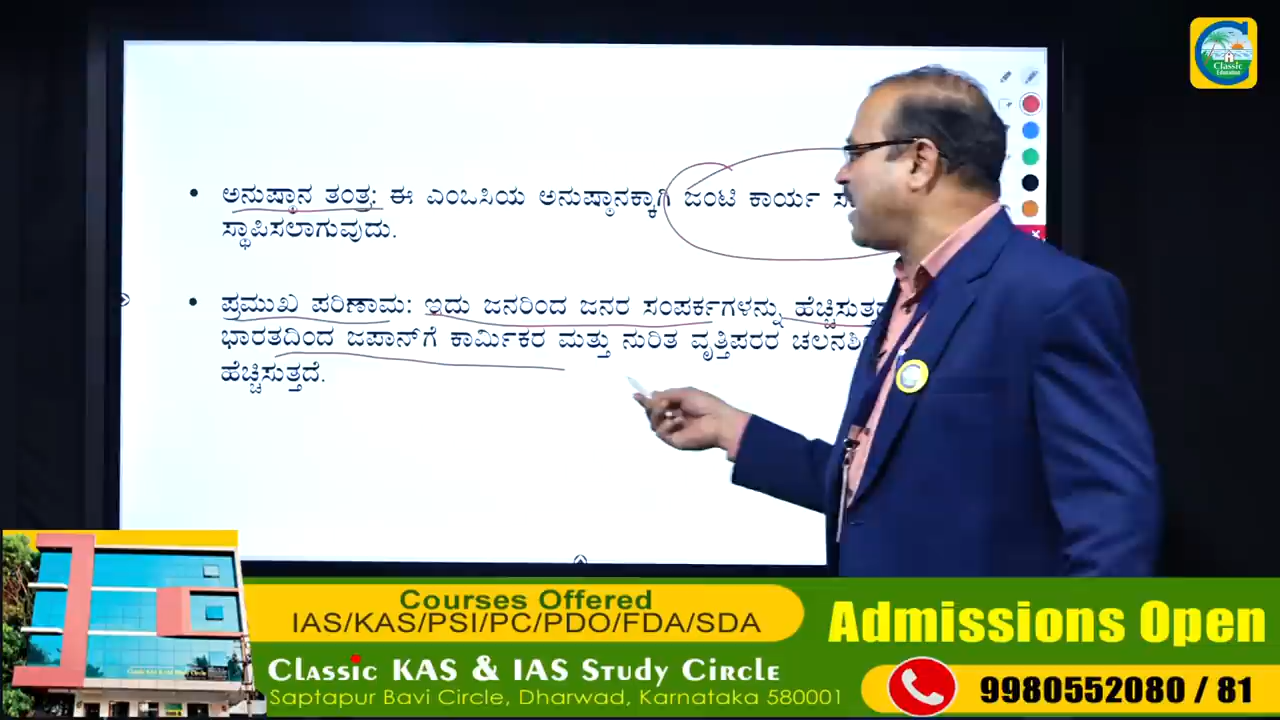 Classic
Education
• ಅನುಷ್ಠಾನ ತಂತ್ರ: ಈ ಎಂಒಸಿಯ ಅನುಷ್ಠಾನಕ್ಕಾಗಿ ಜಂಟಿ ಕಾರ್ಯ
ಸ್ಥಾಪಿಸಲಾಗುವುದು.
• ಪ್ರಮುಖ ಪರಿಣಾಮ: ಇದು ಜನರಿಂದ ಜನರ ಸಂಪರ್ಕಗಳನ್ನು
ಭಾರತದಿಂದ ಜಪಾನ್‌ಗೆ ಕಾರ್ಮಿಕರ ಮತ್ತು ನುರಿತ ವೃತ್ತಿಪರರ
ಹೆಚ್ಚಿಸುತ್ತದೆ.
Courses Offered
IAS/KAS/PSI/PC/PDO/FDA/SDA
Classic KAS & IAS Study Circle
Saptapur Bavi Circle, Dharwad, Karnataka 580001
Admissions Open
9980552080 / 81